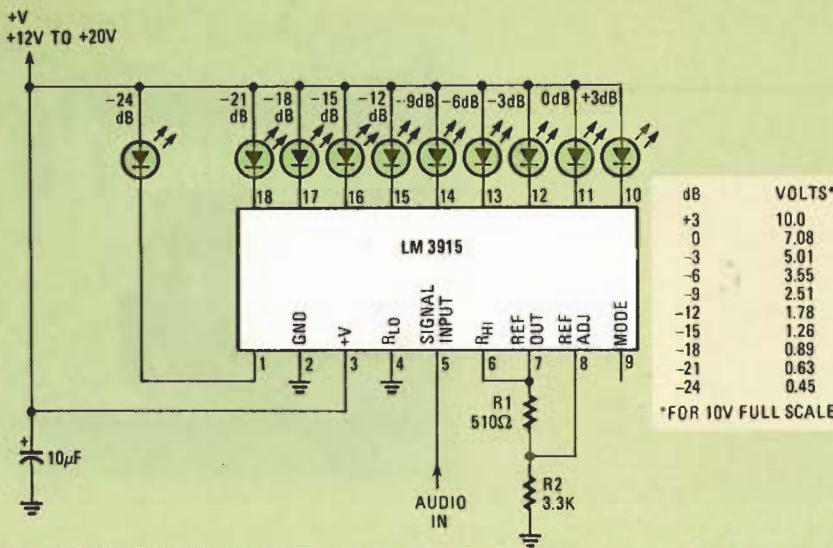 +V
+12V TO +20V
-24 dB
-21 dB
-18 dB
-15 dB
-12 dB
-9dB
-6dB
-3dB
0dB
+3dB
18 17 16 15 14 13 12 11 10
LM 3915
GND
+V
RLO
SIGNAL INPUT
RHI
REF OUT
REF ADJ
MODE
1 2 3 4 5 6 7 8 9
R1
510Ω
+
10µF
AUDIO
IN
R2
3.3K
dB VOLTS*
+3 10.0
0 7.08
-3 5.01
-6 3.55
-9 2.51
-12 1.78
-15 1.26
-18 0.89
-21 0.63
-24 0.45
*FOR 10V FULL SCALE